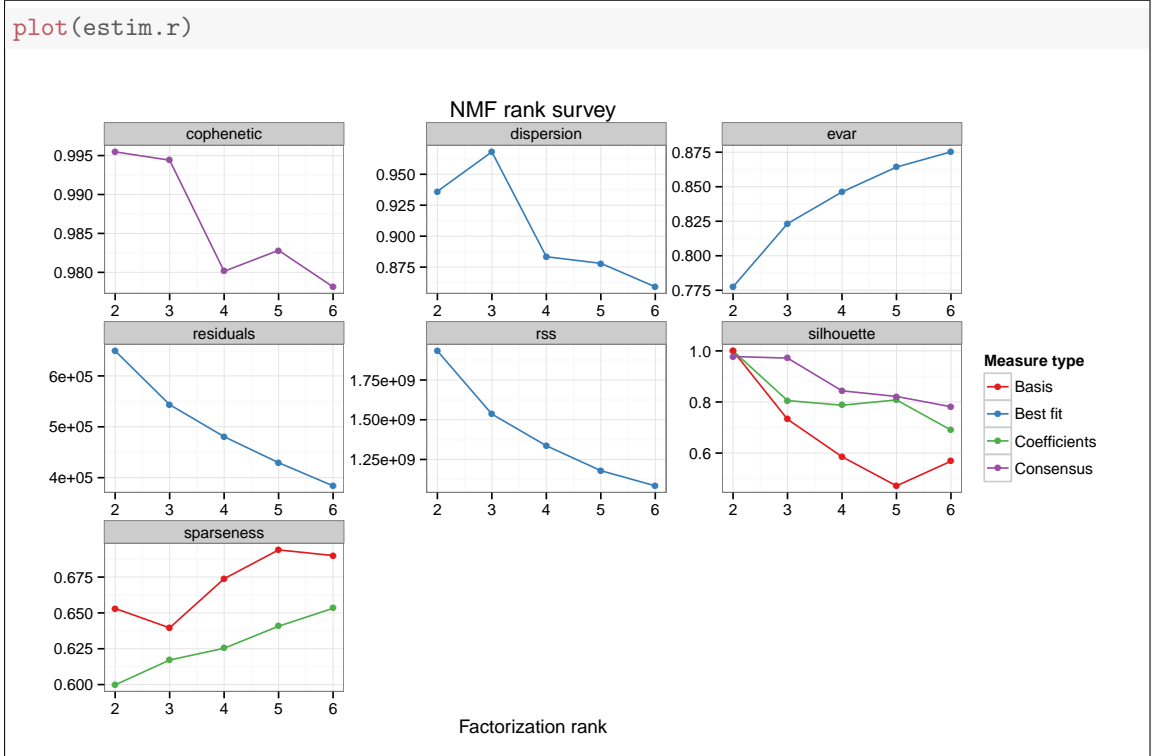 plot(estim.r)
NMF rank survey
cophenetic
dispersion
evar
0.995
0.990
0.985
0.980
2 3 4 5 6
0.950
0.925
0.900
0.875
2 3 4 5 6
0.875
0.850
0.825
0.800
0.775
2 3 4 5 6
residuals
rss
silhouette
6e+05
5e+05
4e+05
2 3 4 5 6
1.75e+09
1.50e+09
1.25e+09
2 3 4 5 6
1.0
0.8
0.6
2 3 4 5 6
Measure type
Basis
Best fit
Coefficients
Consensus
sparseness
0.675
0.650
0.625
0.600
2 3 4 5 6
Factorization rank